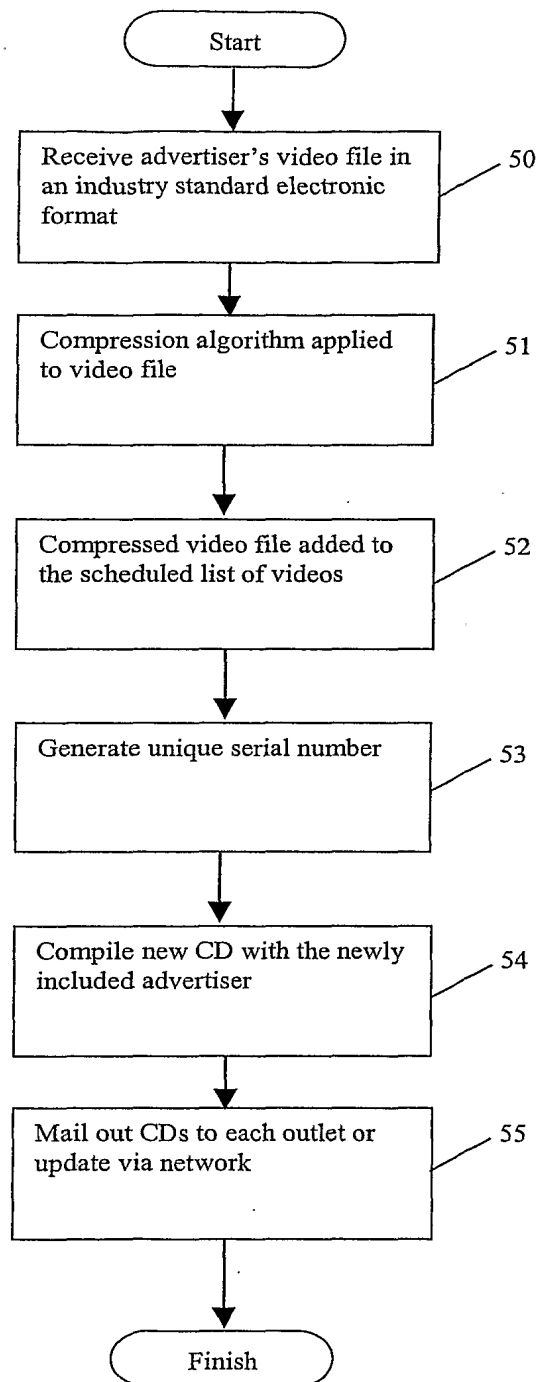 Start
Receive advertiser's video file in
an industry standard electronic
format
50
Compression algorithm applied
to video file
51
Compressed video file added to
the scheduled list of videos
52
Generate unique serial number
53
Compile new CD with the newly
included advertiser
54
Mail out CDs to each outlet or
update via network
55
Finish